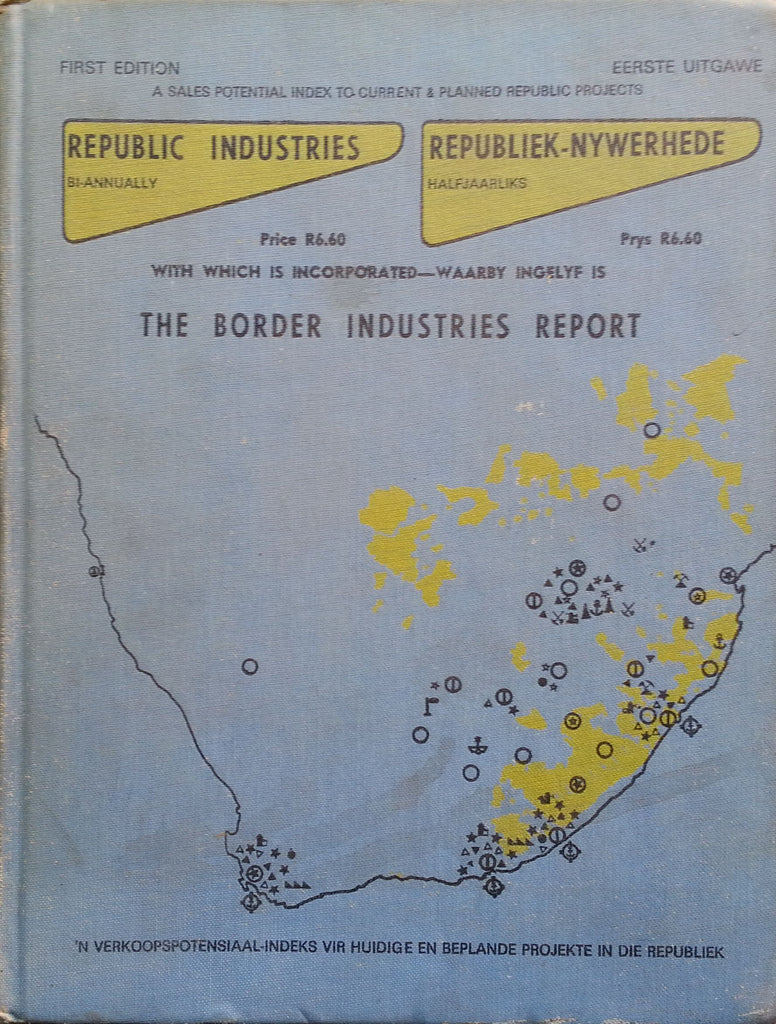 FIRST EDITION
EERSTE UITGAWE
A SALES POTENTIAL INDEX TO CURRENT & PLANNED REPUBLIC PROJECTS
REPUBLIC INDUSTRIES
BI-ANNUALLY
Price R6.60
REPUBLIEK-NYWERHEDE
HALFJAARLIKS
Prys R6.60
WITH WHICH IS INCORPORATED—WAARBY INGELYF IS
THE BORDER INDUSTRIES REPORT
'N VERKOOPSPOTENSIAAL-INDEKS VIR HUIDIGE EN BEPLANDE PROJEKTE IN DIE REPUBLIEK